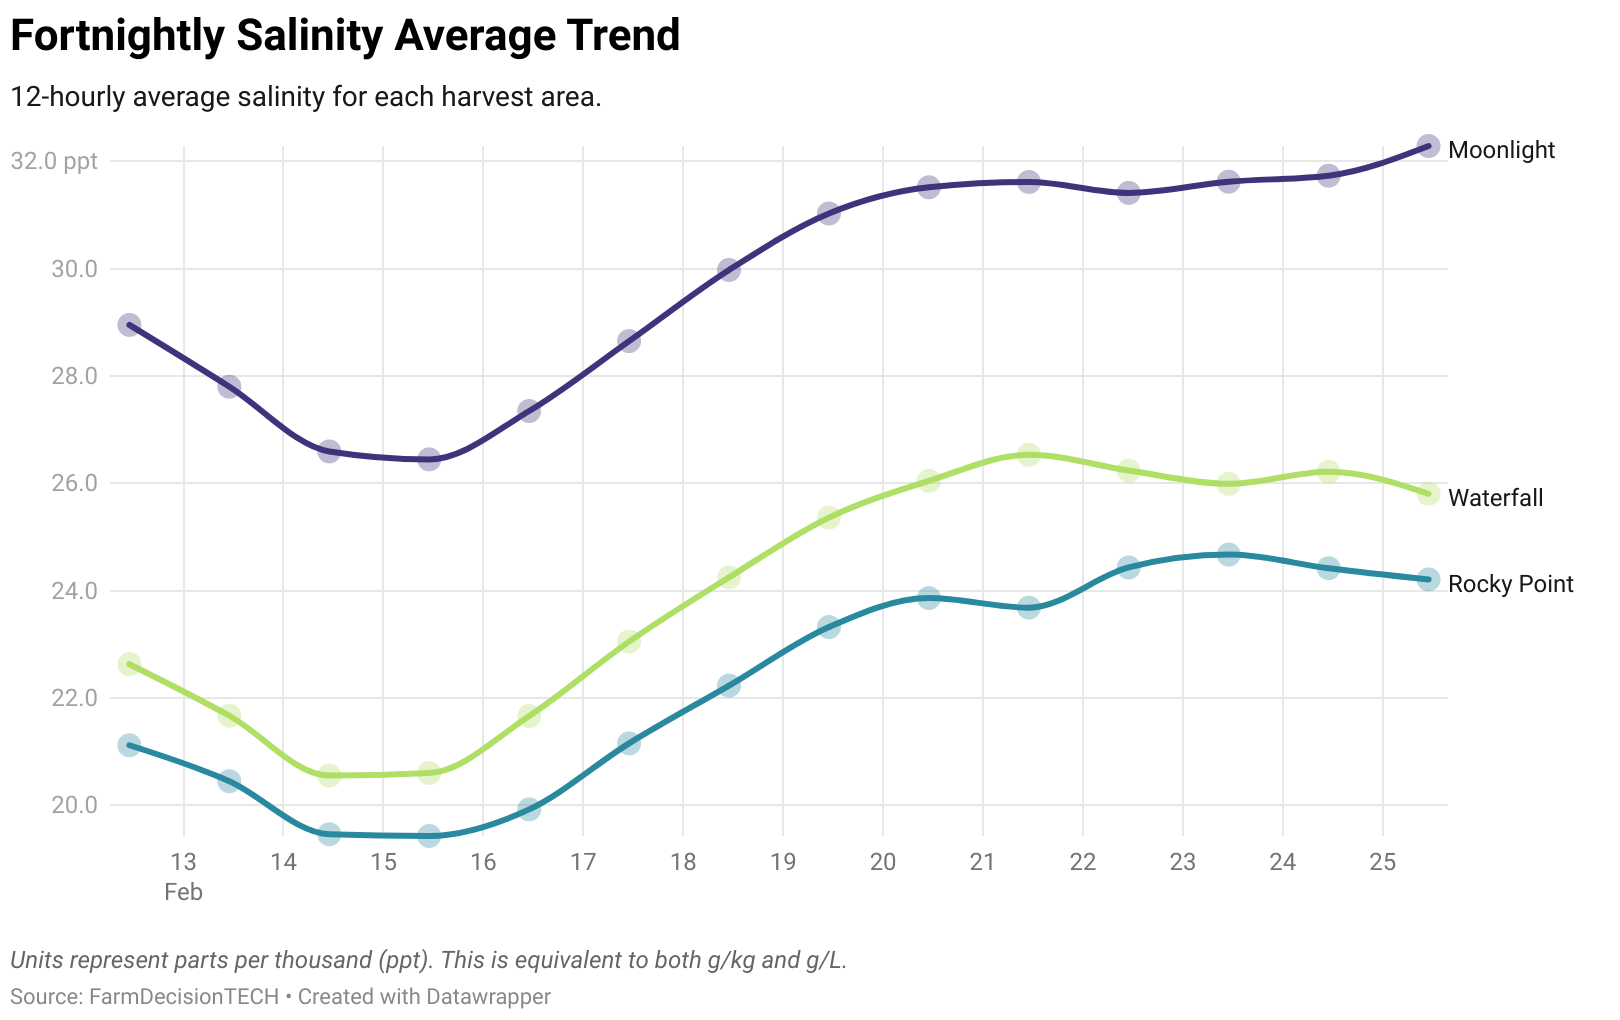 Fortnightly Salinity Average Trend
12-hourly average salinity for each harvest area.
32.0 ppt
30.0
28.0
26.0
24.0
22.0
20.0
Moonlight
Waterfall
Rocky Point
13 14 15 16 17 18 19 20 21 22 23 24 25
Feb
Units represent parts per thousand (ppt). This is equivalent to both g/kg and g/L.
Source: FarmDecisionTECH • Created with Datawrapper